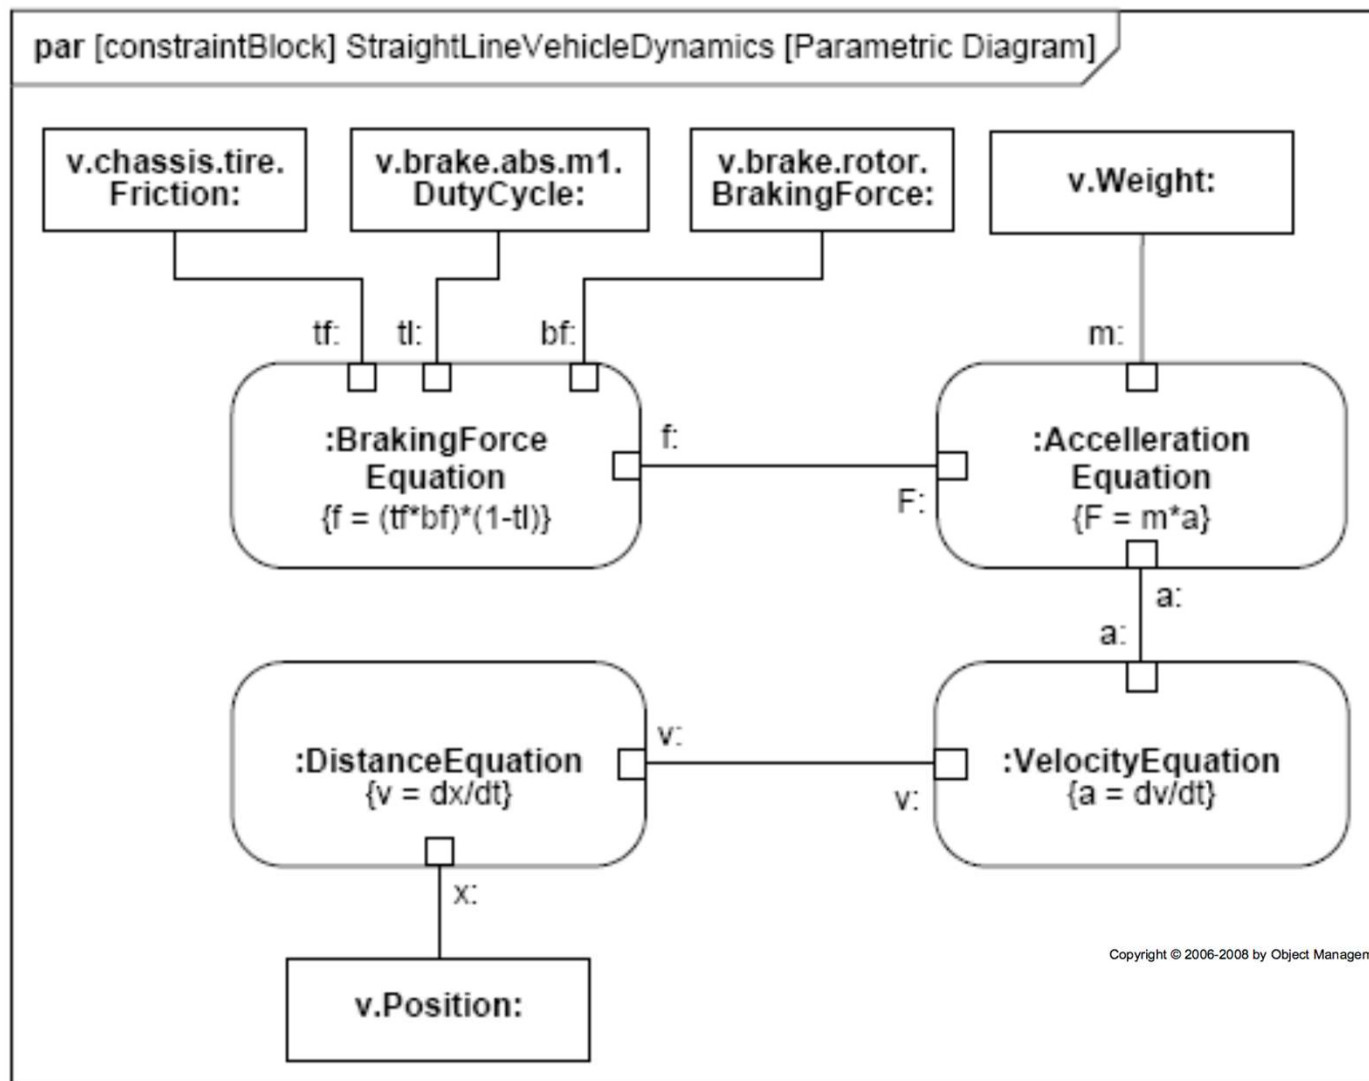 par [constraintBlock] StraightLineVehicleDynamics [Parametric Diagram]
v.chassis.tire.
Friction:
v.brake.abs.m1.
DutyCycle:
v.brake.rotor.
BrakingForce:
v.Weight:
tf:
tl:
bf:
m:
:BrakingForce
Equation
{f = (tf*bf)*(1-tl)}
f:
F:
:Accelleration
Equation
{F = m*a}
a:
a:
:DistanceEquation
{v = dx/dt}
v:
v:
:VelocityEquation
{a = dv/dt}
x:
v.Position:
Copyright © 2006-2008 by Object Managem